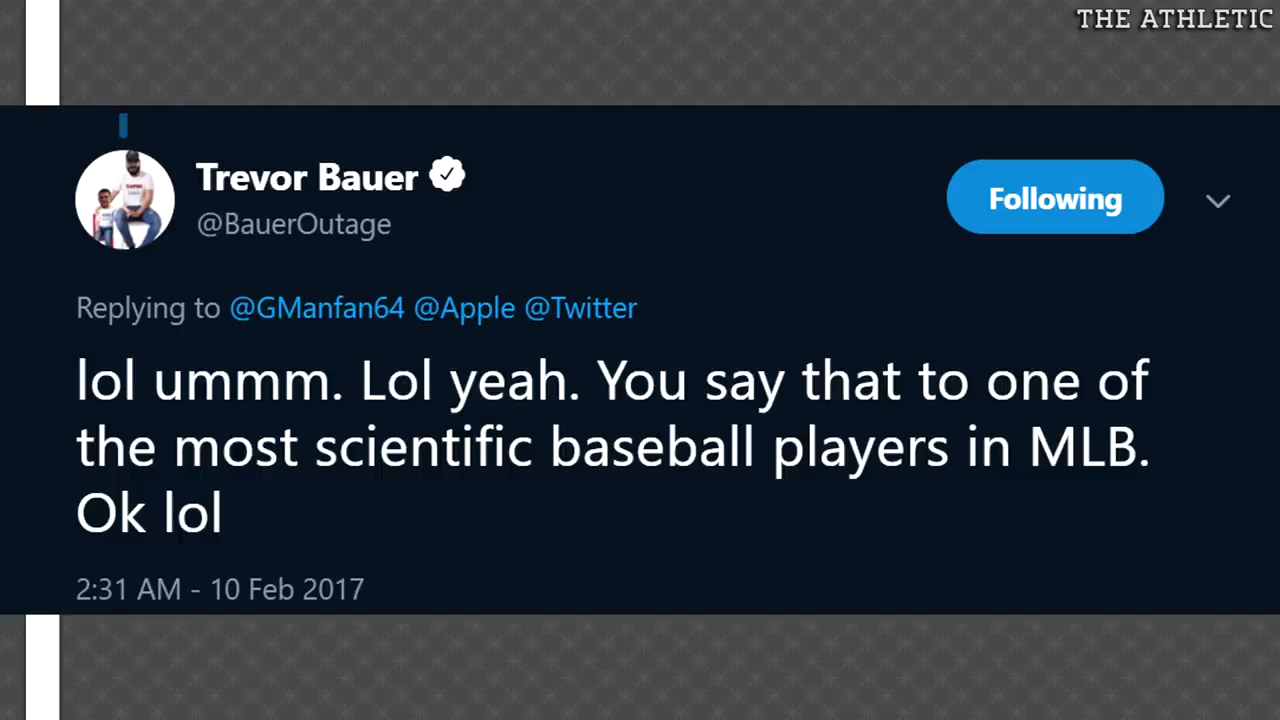 THE ATHLETIC
Trevor Bauer
@BauerOutage
Following
Replying to @GManfan64 @Apple @Twitter
lol ummm. Lol yeah. You say that to one of
the most scientific baseball players in MLB.
Ok lol
2:31 AM - 10 Feb 2017